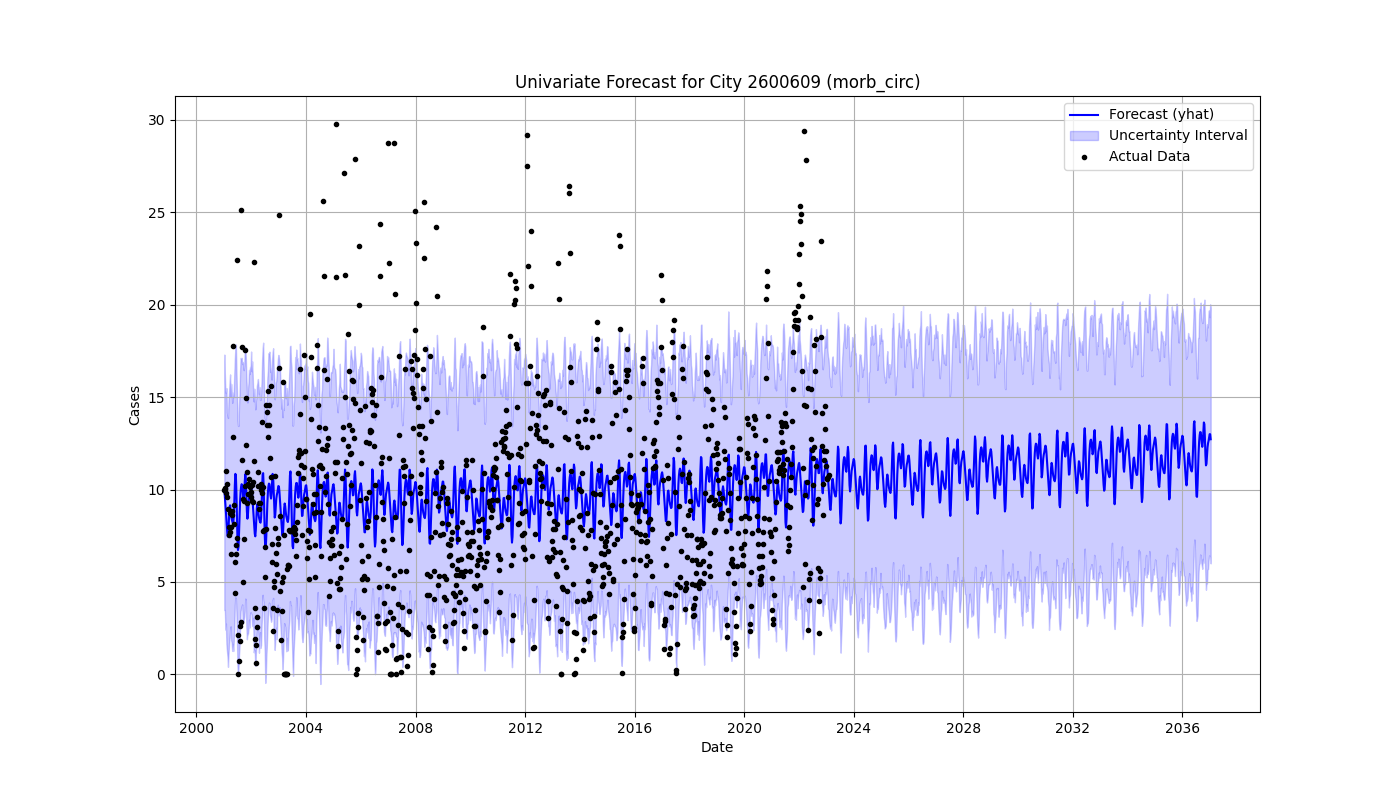 Univariate Forecast for City 2600609 (morb_circ)
Forecast (yhat)
Uncertainty Interval
Actual Data
30
25
20
15
10
5
0
Cases
2000 2004 2008 2012 2016 2020 2024 2028 2032 2036
Date